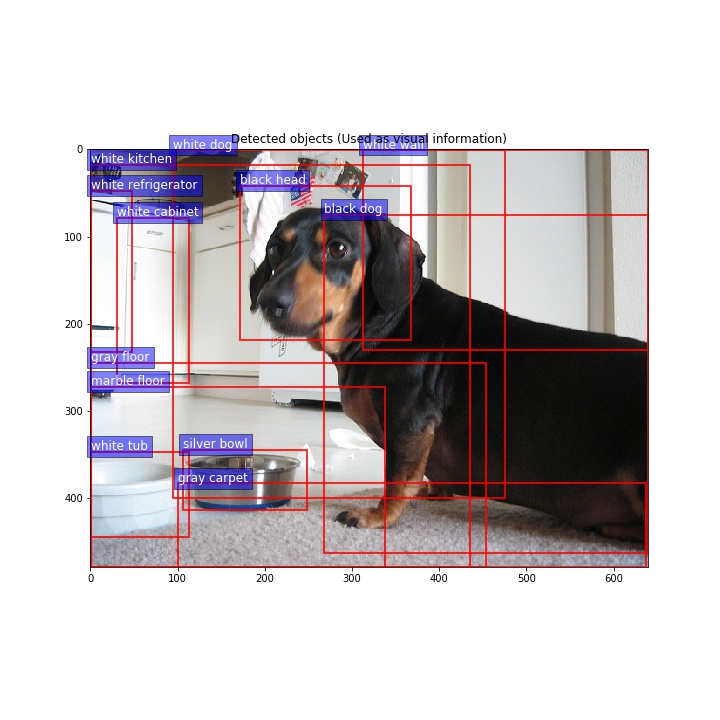 Detected objects (Used as visual information)
white dog
white wall
white kitchen
black head
white refrigerator
black dog
white cabinet
gray floor
marble floor
white tub
silver bowl
gray carpet
0
100
200
300
400
0
100
200
300
400
500
600